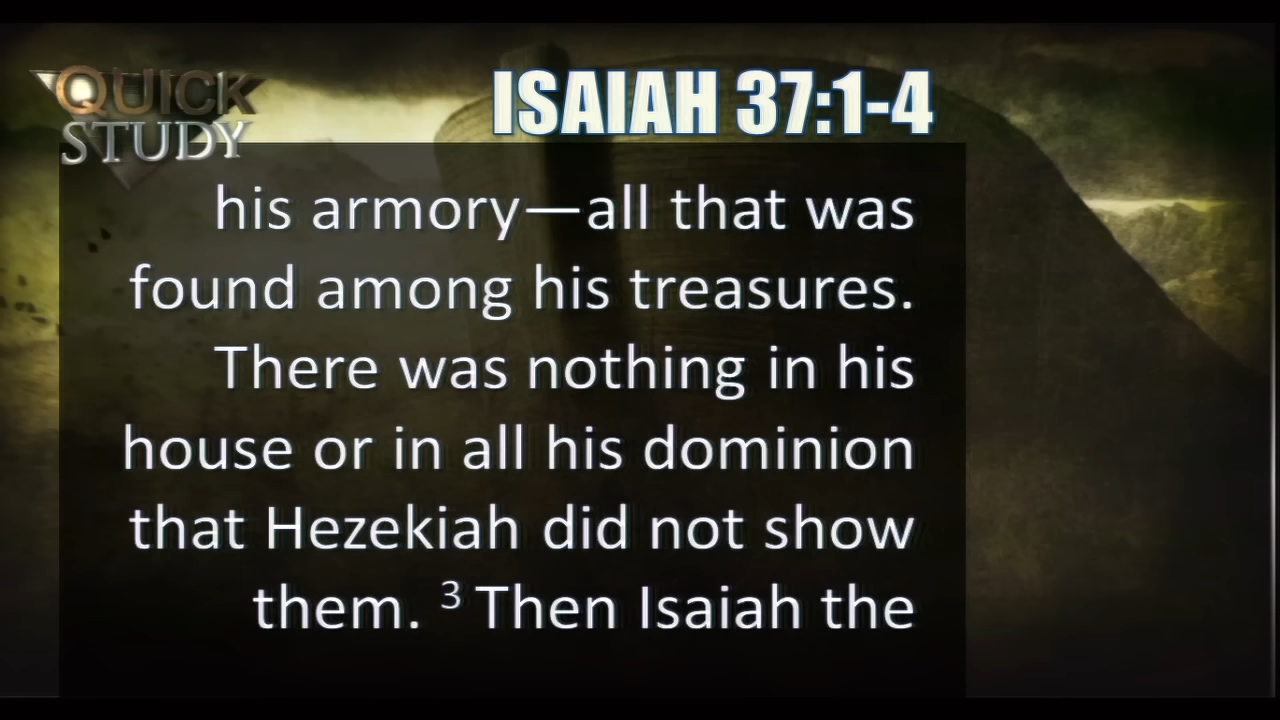 QUICK
STUDY
ISAIAH 37:1-4
his armory—all that was
found among his treasures.
There was nothing in his
house or in all his dominion
that Hezekiah did not show
them. 3 Then Isaiah the